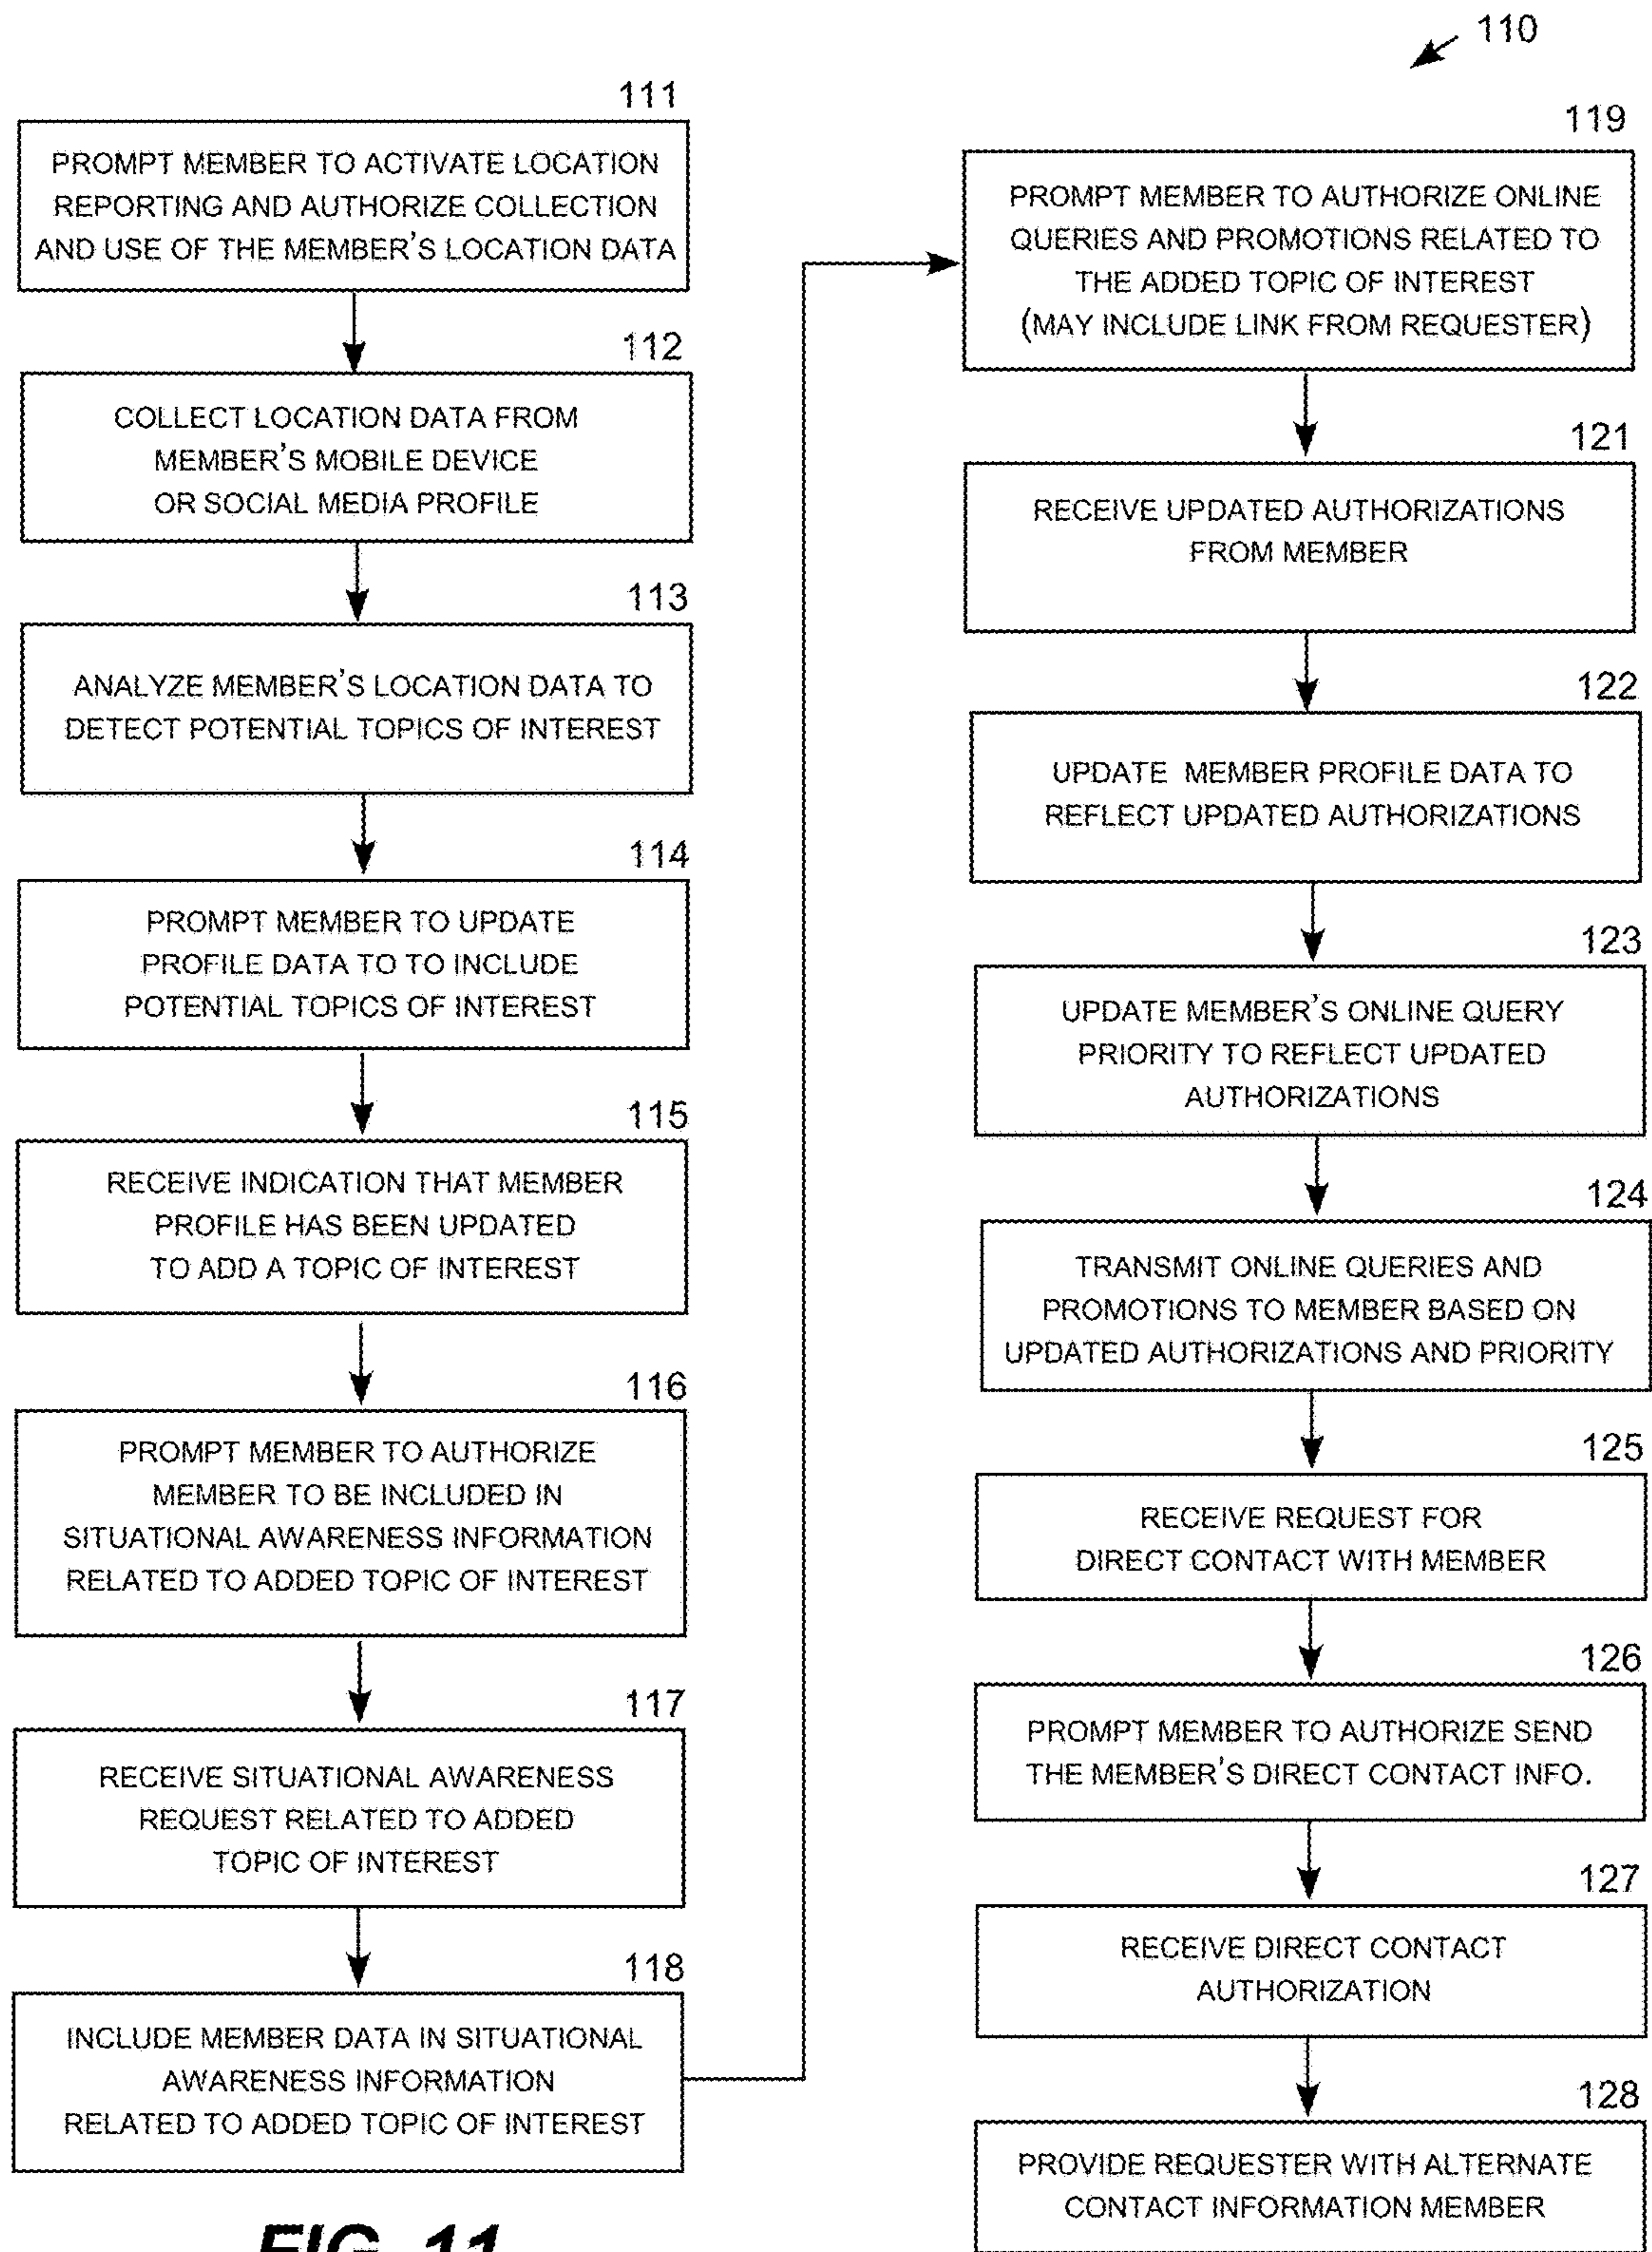 110
111
PROMPT MEMBER TO ACTIVATE LOCATION
REPORTING AND AUTHORIZE COLLECTION
AND USE OF THE MEMBER'S LOCATION DATA
112
COLLECT LOCATION DATA FROM
MEMBER'S MOBILE DEVICE
OR SOCIAL MEDIA PROFILE
113
ANALYZE MEMBER'S LOCATION DATA TO
DETECT POTENTIAL TOPICS OF INTEREST
114
PROMPT MEMBER TO UPDATE
PROFILE DATA TO TO INCLUDE
POTENTIAL TOPICS OF INTEREST
115
RECEIVE INDICATION THAT MEMBER
PROFILE HAS BEEN UPDATED
TO ADD A TOPIC OF INTEREST
116
PROMPT MEMBER TO AUTHORIZE
MEMBER TO BE INCLUDED IN
SITUATIONAL AWARENESS INFORMATION
RELATED TO ADDED TOPIC OF INTEREST
117
RECEIVE SITUATIONAL AWARENESS
REQUEST RELATED TO ADDED
TOPIC OF INTEREST
118
INCLUDE MEMBER DATA IN SITUATIONAL
AWARENESS INFORMATION
RELATED TO ADDED TOPIC OF INTEREST
119
PROMPT MEMBER TO AUTHORIZE ONLINE
QUERIES AND PROMOTIONS RELATED TO
THE ADDED TOPIC OF INTEREST
(MAY INCLUDE LINK FROM REQUESTER)
121
RECEIVE UPDATED AUTHORIZATIONS
FROM MEMBER
122
UPDATE MEMBER PROFILE DATA TO
REFLECT UPDATED AUTHORIZATIONS
123
UPDATE MEMBER'S ONLINE QUERY
PRIORITY TO REFLECT UPDATED
AUTHORIZATIONS
124
TRANSMIT ONLINE QUERIES AND
PROMOTIONS TO MEMBER BASED ON
UPDATED AUTHORIZATIONS AND PRIORITY
125
RECEIVE REQUEST FOR
DIRECT CONTACT WITH MEMBER
126
PROMPT MEMBER TO AUTHORIZE SEND
THE MEMBER'S DIRECT CONTACT INFO.
127
RECEIVE DIRECT CONTACT
AUTHORIZATION
128
PROVIDE REQUESTER WITH ALTERNATE
CONTACT INFORMATION MEMBER
FIG. 11